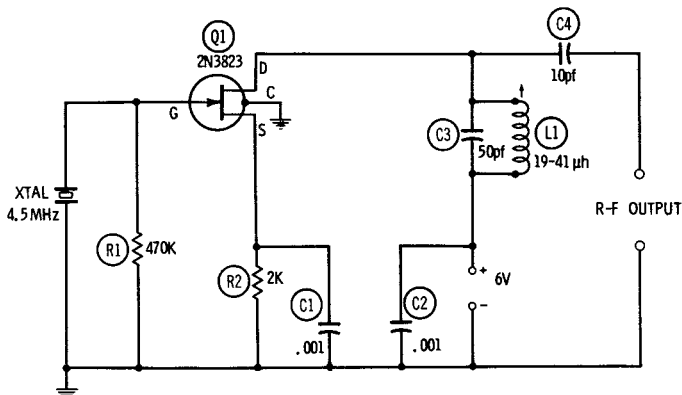 Q1
2N3823
D
C
G
S
C4
10pf
C3
50pf
L1
19-41 μh
XTAL
4.5MHz
R1
470K
R2
2K
C1
.001
C2
.001
+
6V
-
R-F OUTPUT